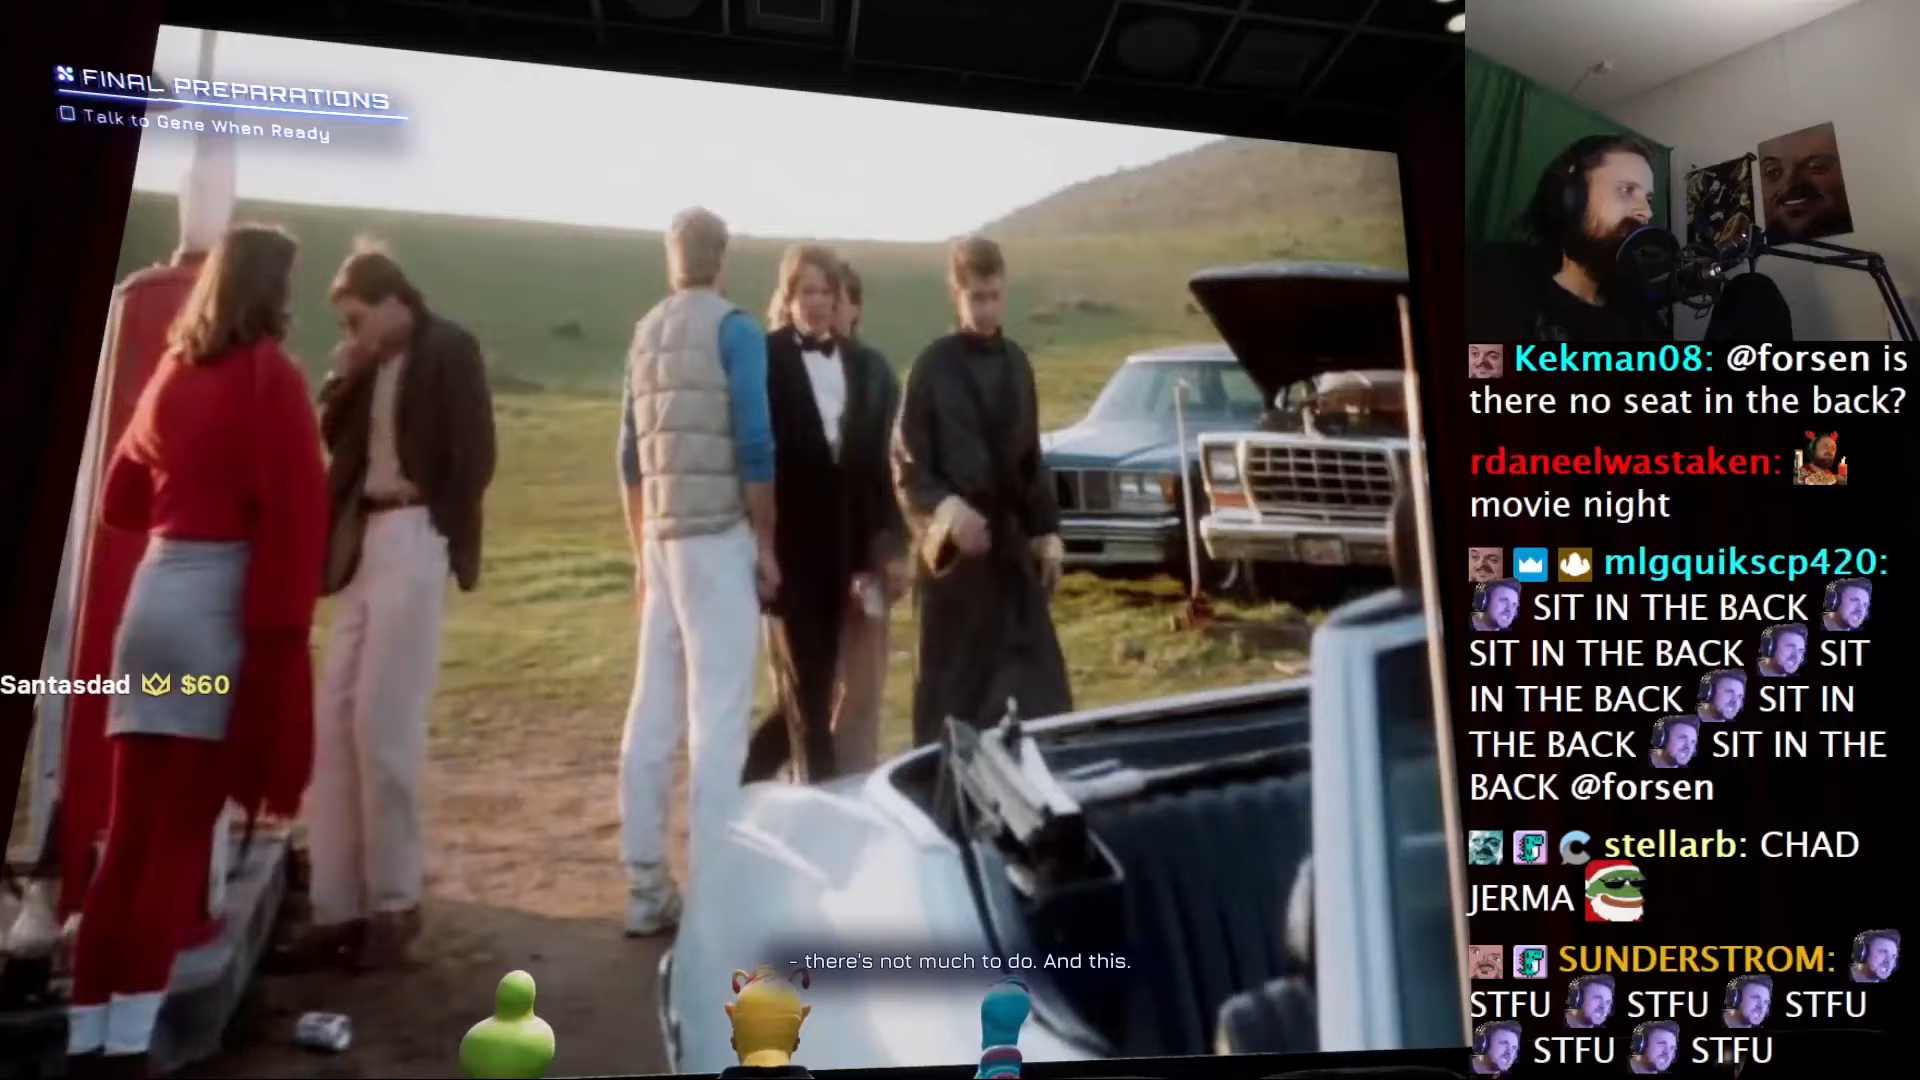 FINAL PREPARATIONS
Talk to Gene When Ready
Santasdad $60
- there's not much to do. And this.
Kekman08: @forsen is
there no seat in the back?
rdaneelwastaken:
movie night
mlgquikscp420:
SIT IN THE BACK
SIT IN THE BACK SIT
IN THE BACK SIT IN
THE BACK SIT IN THE
BACK @forsen
stellarb: CHAD
JERMA
SUNDERSTROM:
STFU STFU STFU
STFU STFU